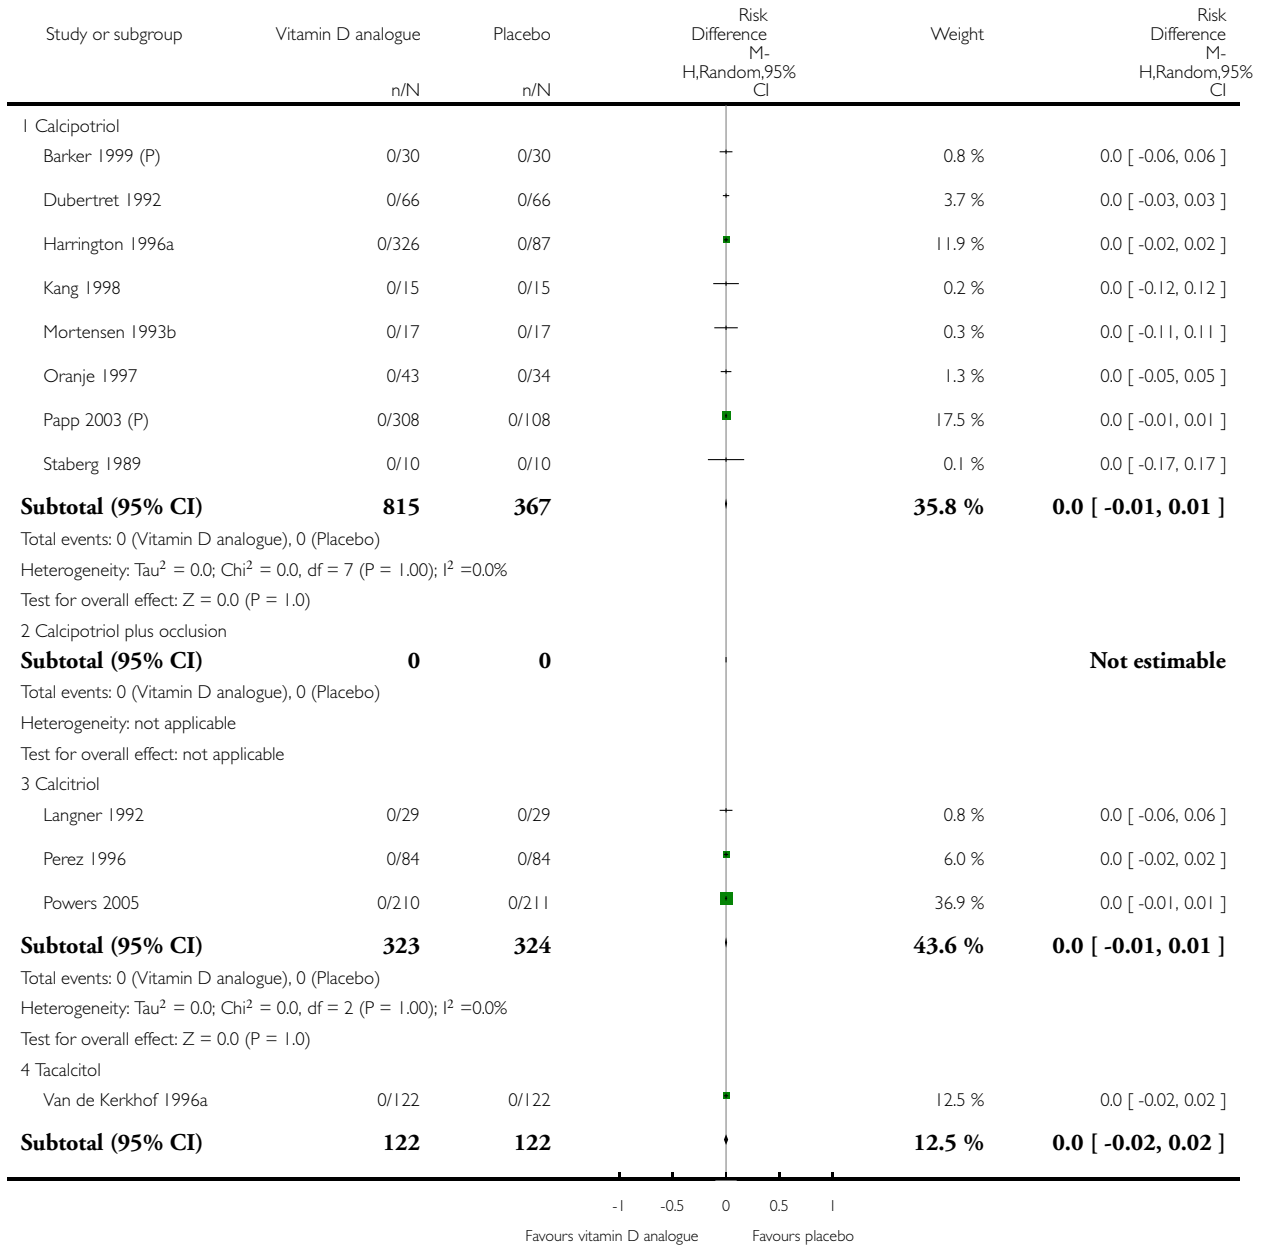 Risk
Risk
Study or subgroup Vitamin D analogue Placebo Difference Weight Difference
M-
M-
H,Random,95%
H,Random,95%
n/N n/N CI CI
1 Calcipotriol
Barker 1999 (P) 0/30 0/30 0.8 % 0.0 [ -0.06, 0.06 ]
Dubertret 1992 0/66 0/66 3.7 % 0.0 [ -0.03, 0.03 ]
Harrington 1996a 0/326 0/87 11.9 % 0.0 [ -0.02, 0.02 ]
Kang 1998 0/15 0/15 0.2 % 0.0 [ -0.12, 0.12 ]
Mortensen 1993b 0/17 0/17 0.3 % 0.0 [ -0.11, 0.11 ]
Oranje 1997 0/43 0/34 1.3 % 0.0 [ -0.05, 0.05 ]
Papp 2003 (P) 0/308 0/108 17.5 % 0.0 [ -0.01, 0.01 ]
Staberg 1989 0/10 0/10 0.1 % 0.0 [ -0.17, 0.17 ]
Subtotal (95% CI) 815 367 35.8 % 0.0 [ -0.01, 0.01 ]
Total events: 0 (Vitamin D analogue), 0 (Placebo)
Heterogeneity: Tau² = 0.0; Chi² = 0.0, df = 7 (P = 1.00); I² =0.0%
Test for overall effect: Z = 0.0 (P = 1.0)
2 Calcipotriol plus occlusion
Subtotal (95% CI) 0 0 Not estimable
Total events: 0 (Vitamin D analogue), 0 (Placebo)
Heterogeneity: not applicable
Test for overall effect: not applicable
3 Calcitriol
Langner 1992 0/29 0/29 0.8 % 0.0 [ -0.06, 0.06 ]
Perez 1996 0/84 0/84 6.0 % 0.0 [ -0.02, 0.02 ]
Powers 2005 0/210 0/211 36.9 % 0.0 [ -0.01, 0.01 ]
Subtotal (95% CI) 323 324 43.6 % 0.0 [ -0.01, 0.01 ]
Total events: 0 (Vitamin D analogue), 0 (Placebo)
Heterogeneity: Tau² = 0.0; Chi² = 0.0, df = 2 (P = 1.00); I² =0.0%
Test for overall effect: Z = 0.0 (P = 1.0)
4 Tacalcitol
Van de Kerkhof 1996a 0/122 0/122 12.5 % 0.0 [ -0.02, 0.02 ]
Subtotal (95% CI) 122 122 12.5 % 0.0 [ -0.02, 0.02 ]
-1 -0.5 0 0.5 1
Favours vitamin D analogue Favours placebo